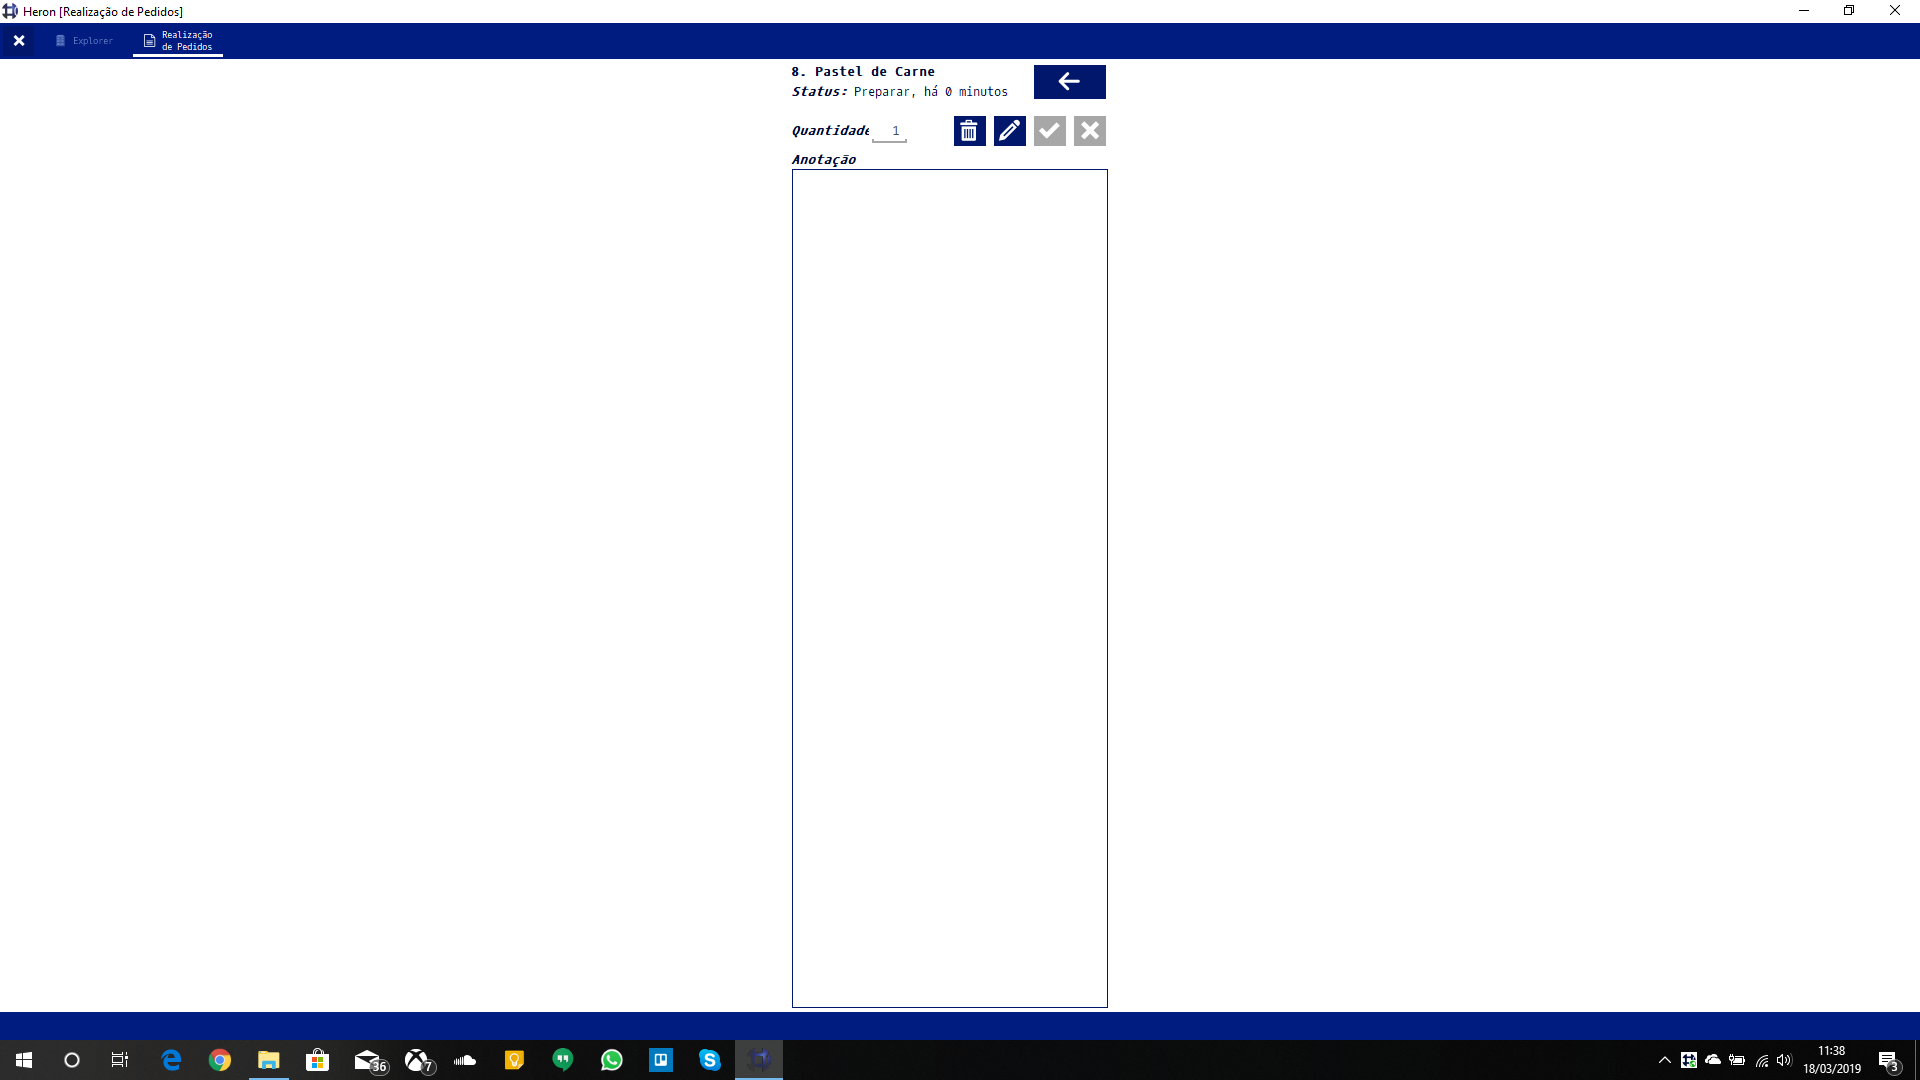 Heron [Realização de Pedidos]
Explorer
Realização
de Pedidos
8. Pastel de Carne
Status: Preparar, há 0 minutos
Quantidade 1
Anotação
36
7
11:38
18/03/2019
3